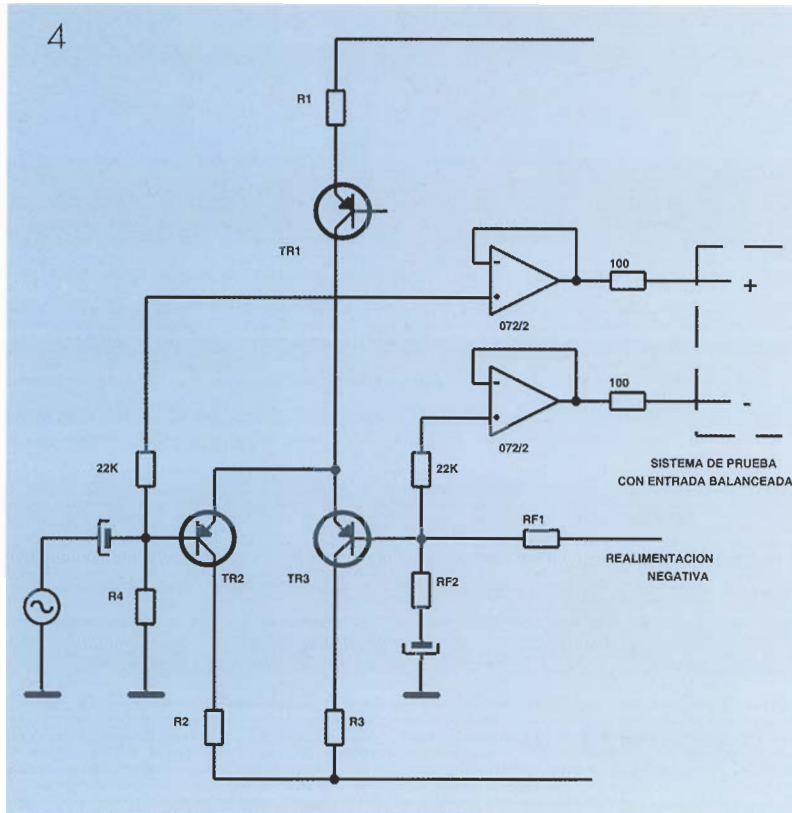 4
R1
TR1
100
+
072/2
100
-
072/2
22K
22K
SISTEMA DE PRUEBA
CON ENTRADA BALANCEADA
RF1
REALIMENTACION
NEGATIVA
TR2
TR3
R4
RF2
R2
R3